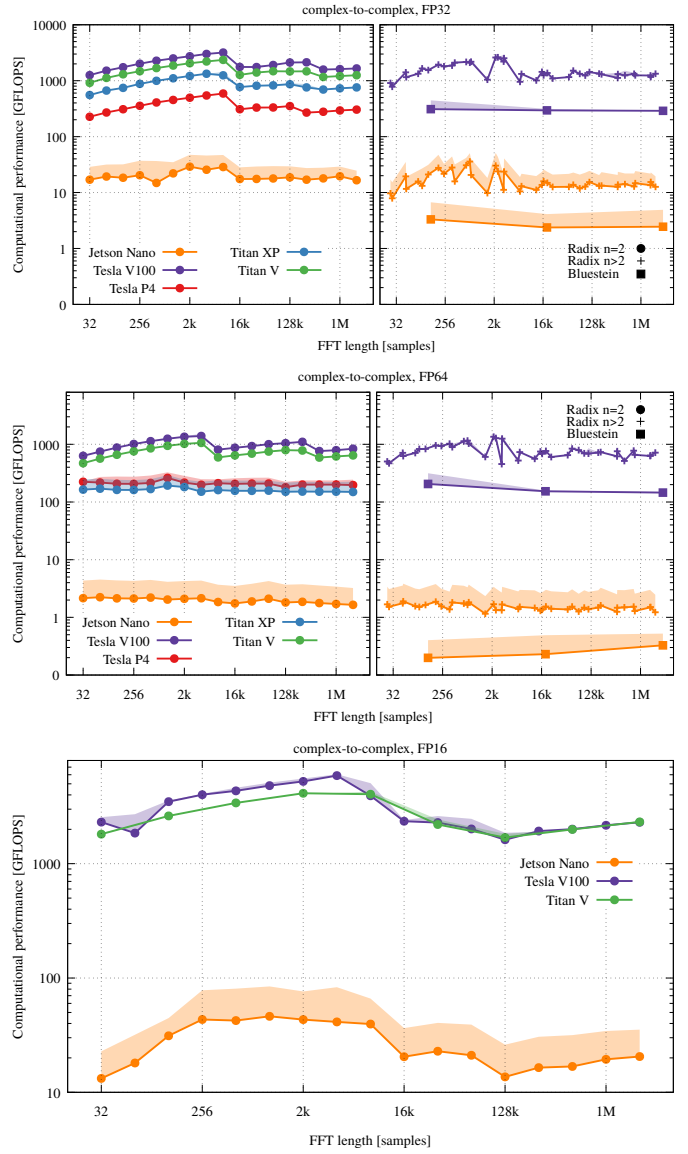 complex-to-complex, FP32
Computational performance [GFLOPS]
10000
1000
100
10
1
0
Jetson Nano
Tesla V100
Tesla P4
Titan XP
Titan V
Radix n=2
Radix n>2
Bluestein
32 256 2k 16k 128k 1M
32 256 2k 16k 128k 1M
FFT length [samples]
complex-to-complex, FP64
Computational performance [GFLOPS]
1000
100
10
1
0
Jetson Nano
Tesla V100
Tesla P4
Titan XP
Titan V
Radix n=2
Radix n>2
Bluestein
32 256 2k 16k 128k 1M
32 256 2k 16k 128k 1M
FFT length [samples]
complex-to-complex, FP16
Computational performance [GFLOPS]
1000
100
10
Jetson Nano
Tesla V100
Titan V
32 256 2k 16k 128k 1M
FFT length [samples]